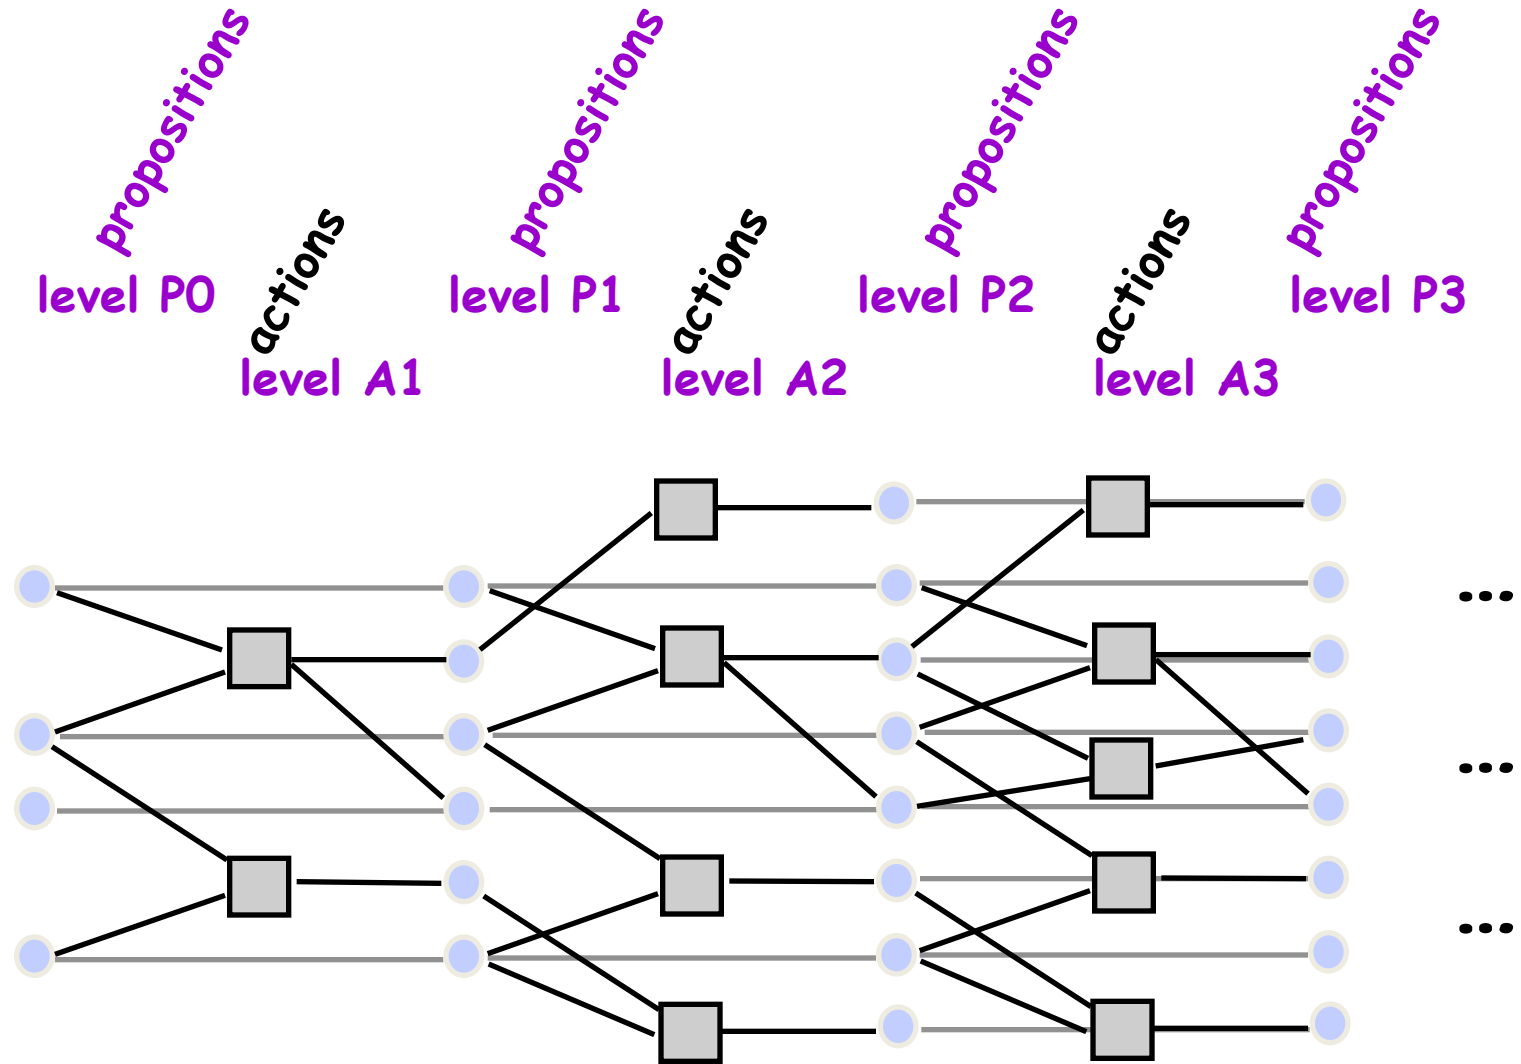 propositions
propositions
propositions
propositions
actions
actions
actions
level P0
level P1
level P2
level P3
level A1
level A2
level A3
...
...
...